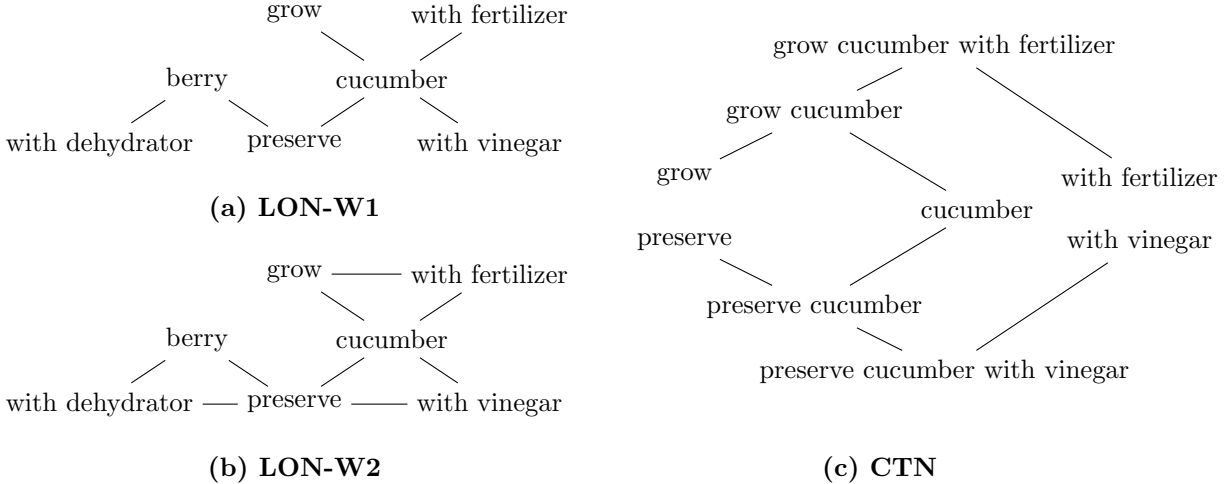 grow
with fertilizer
berry
cucumber
with dehydrator
preserve
with vinegar
(a) LON-W1
grow
with fertilizer
berry
cucumber
with dehydrator
preserve
with vinegar
(b) LON-W2
grow cucumber with fertilizer
grow cucumber
grow
with fertilizer
cucumber
preserve
with vinegar
preserve cucumber
preserve cucumber with vinegar
(c) CTN